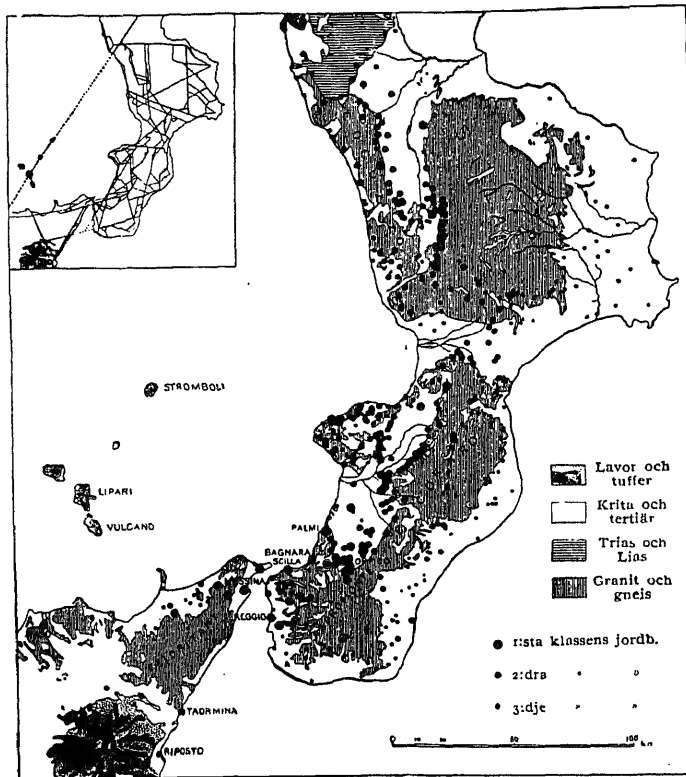 STROMBOLI
LIPARI
VULCANO
PALMI
BAGNARA
SCILLA
MESSINA
REGGIO
TAORMINA
RIPOSTO
Lavor och
tuffer
Krita och
tertiär
Trias och
Lias
Granit och
gneis
1:sta klassens jordb.
2:dra " "
3:dje " "
0 50 100
km